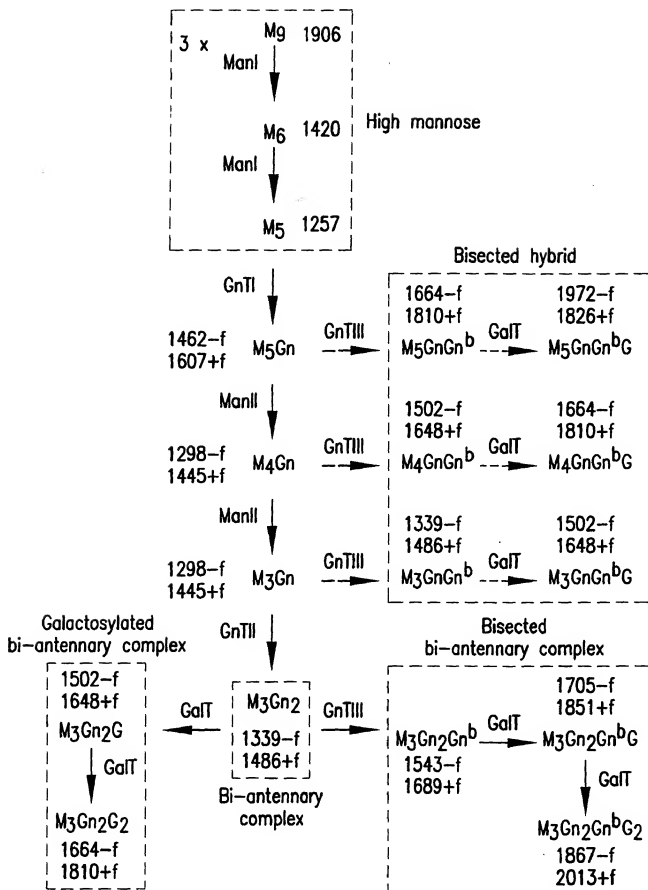 3 x
M9 1906
ManI
M6 1420
ManI
M5 1257
High mannose
GnTI
Bisected hybrid
1462-f
1607+f
M5Gn
GnTIII
1664-f
1810+f
M5GnGnb
GalT
1972-f
1826+f
M5GnGnbG
ManII
1298-f
1445+f
M4Gn
GnTIII
1502-f
1648+f
M4GnGnb
GalT
1664-f
1810+f
M4GnGnbG
ManII
1298-f
1445+f
M3Gn
GnTIII
1339-f
1486+f
M3GnGnb
GalT
1502-f
1648+f
M3GnGnbG
GnTII
Galactosylated
bi-antennary complex
1502-f
1648+f
M3Gn2G
GalT
M3Gn2G2
1664-f
1810+f
GalT
M3Gn2
1339-f
1486+f
Bi-antennary
complex
GnTIII
Bisected
bi-antennary complex
M3Gn2Gnb
1543-f
1689+f
GalT
1705-f
1851+f
M3Gn2GnbG
GalT
M3Gn2GnbG2
1867-f
2013+f